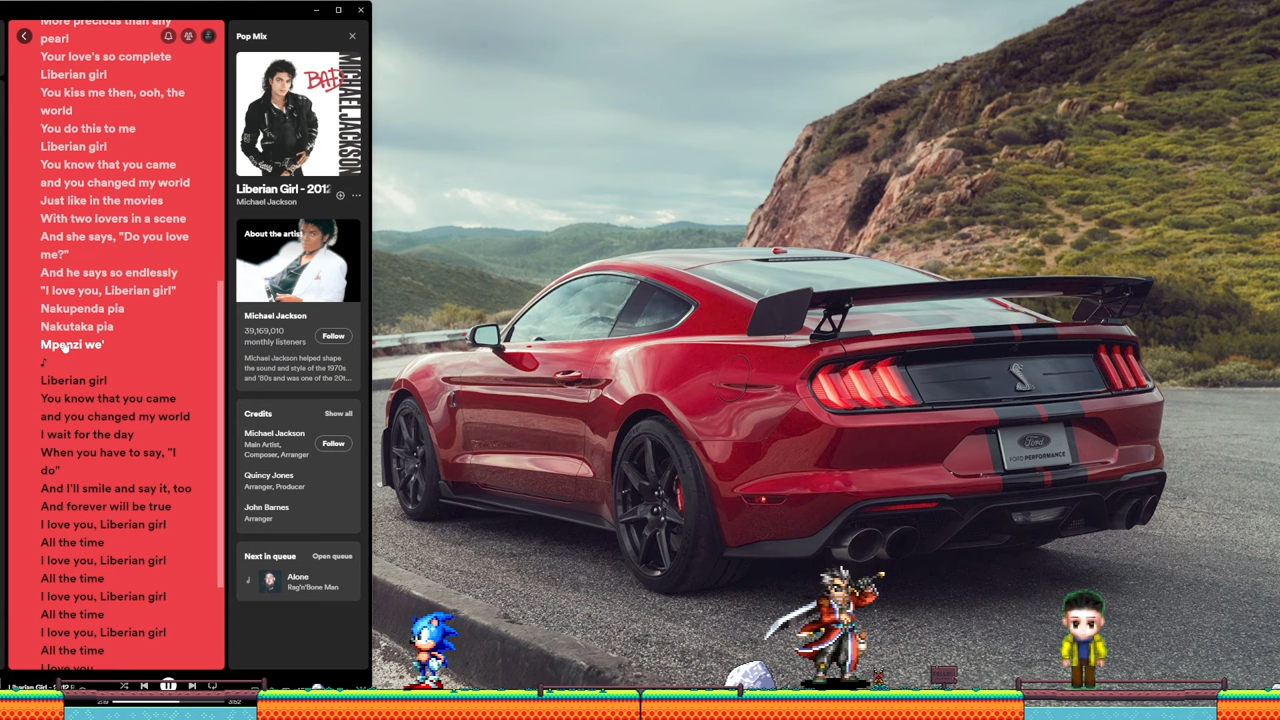 More precious than any
pearl
Your love's so complete
Liberian girl
You kiss me then, ooh, the
world
You do this to me
Liberian girl
You know that you came
and you changed my world
Just like in the movies
With two lovers in a scene
And she says, "Do you love
me?"
And he says so endlessly
"I love you, Liberian girl"
Nakupenda pia
Nakutaka pia
Mpenzi we'
♪
Liberian girl
You know that you came
and you changed my world
I wait for the day
When you have to say, "I
do"
And I'll smile and say it, too
And forever will be true
I love you, Liberian girl
All the time
I love you, Liberian girl
All the time
I love you, Liberian girl
All the time
I love you, Liberian girl
All the time
I love you
Pop Mix
BAD
MICHAEL JACKSON
Liberian Girl - 2012
Michael Jackson
About the artist
Michael Jackson
39,169,010
monthly listeners
Follow
Michael Jackson helped shape
the sound and style of the 1970s
and '80s and was one of the 20t...
Credits
Show all
Michael Jackson
Main Artist,
Composer, Arranger
Follow
Quincy Jones
Arranger, Producer
John Barnes
Arranger
Next in queue
Open queue
Alone
Rag'n'Bone Man
3:52
Ford
FORD PERFORMANCE